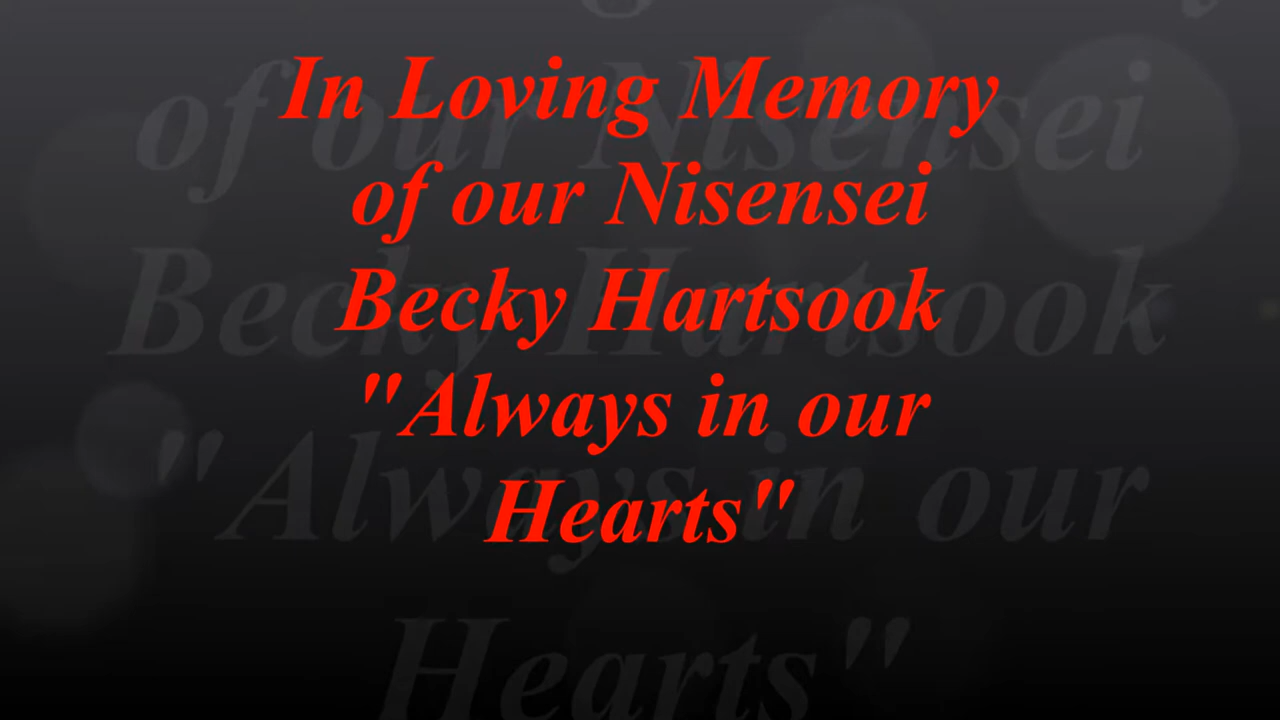 In Loving Memory
of our Nisensei
Becky Hartsook
"Always in our
Hearts"